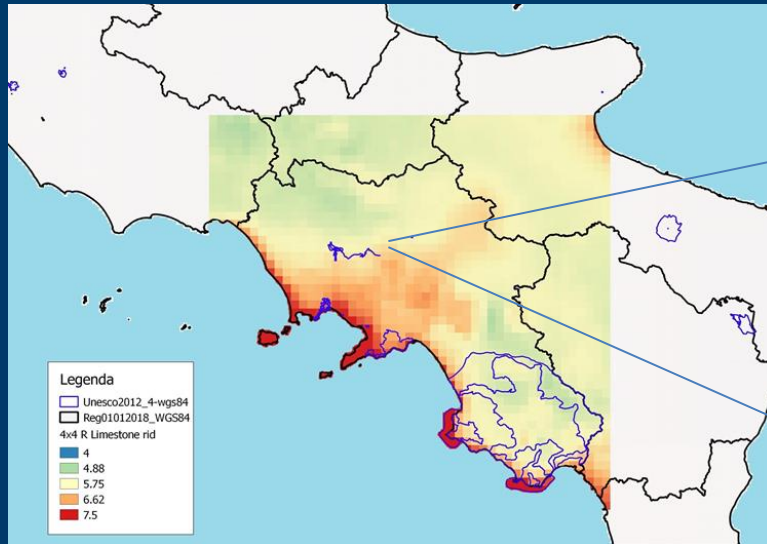 Legenda
Unesco2012_4-wgs84
Reg01012018_WGS84
4x4 R Limestone rid
4
4.88
5.75
6.62
7.5